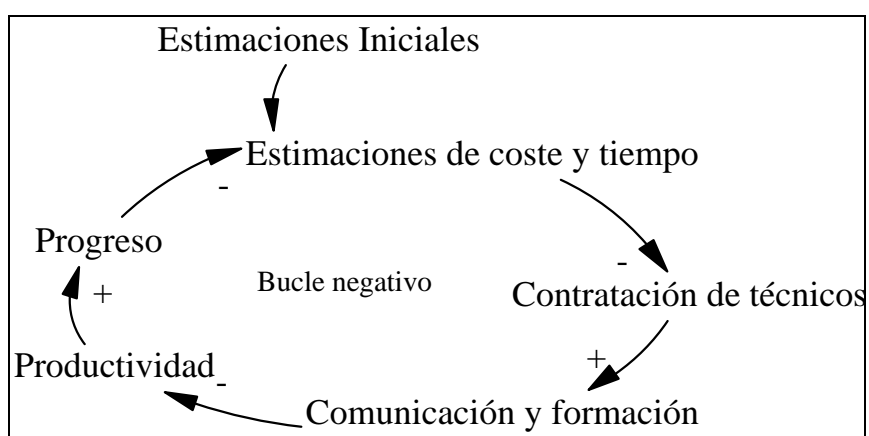 Estimaciones Iniciales
Estimaciones de coste y tiempo
-
Progreso
-
Bucle negativo
+
Contratación de técnicos
Productividad
+
-
Comunicación y formación